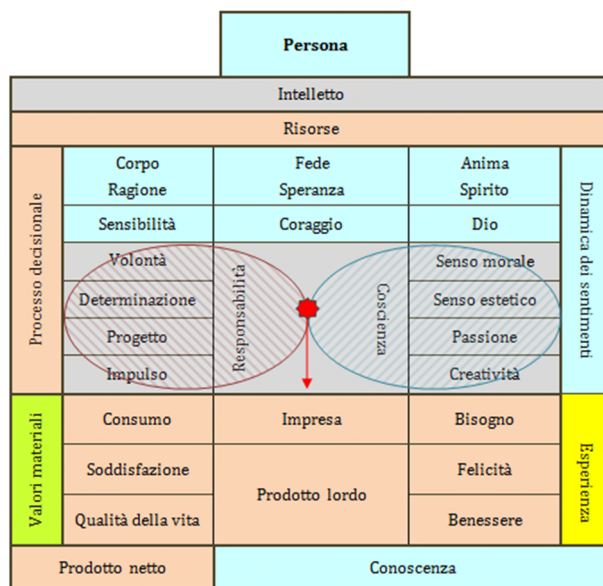 Persona
Intelletto
Risorse
Processo decisionale
Corpo
Ragione
Fede
Speranza
Anima
Spirito
Dinamica dei sentimenti
Sensibilità
Coraggio
Dio
Volontà
Responsabilità
Coscienza
Senso morale
Determinazione
Senso estetico
Progetto
Passione
Impulso
Creatività
Valori materiali
Consumo
Impresa
Bisogno
Esperienza
Soddisfazione
Prodotto lordo
Felicità
Qualità della vita
Benessere
Prodotto netto
Conoscenza